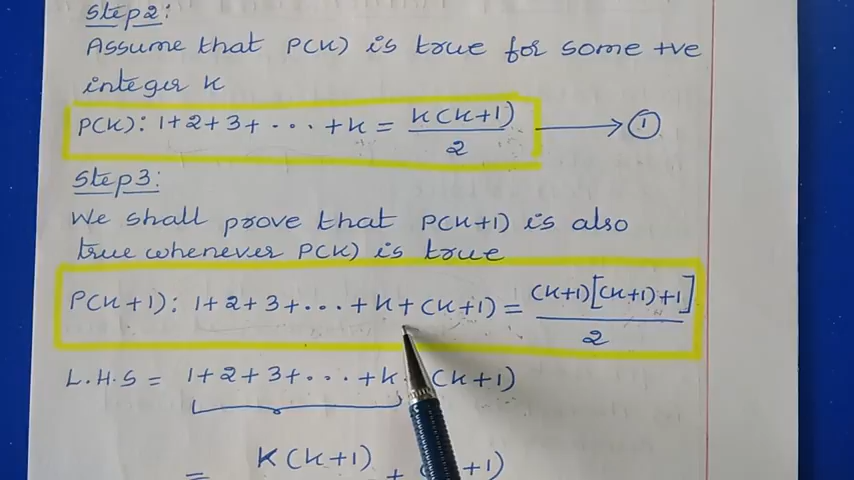 Step2:
Assume that P(K) is true for some +ve
integer K
P(K): 1+2+3+...+k = K(K+1)/2 → ①
Step3:
We shall prove that P(K+1) is also
true whenever P(K) is true
P(K+1): 1+2+3+...+K+(K+1) = (K+1)[(K+1)+1]/2
L.H.S = 1+2+3+...+K (K+1)
= K(K+1) + +1)